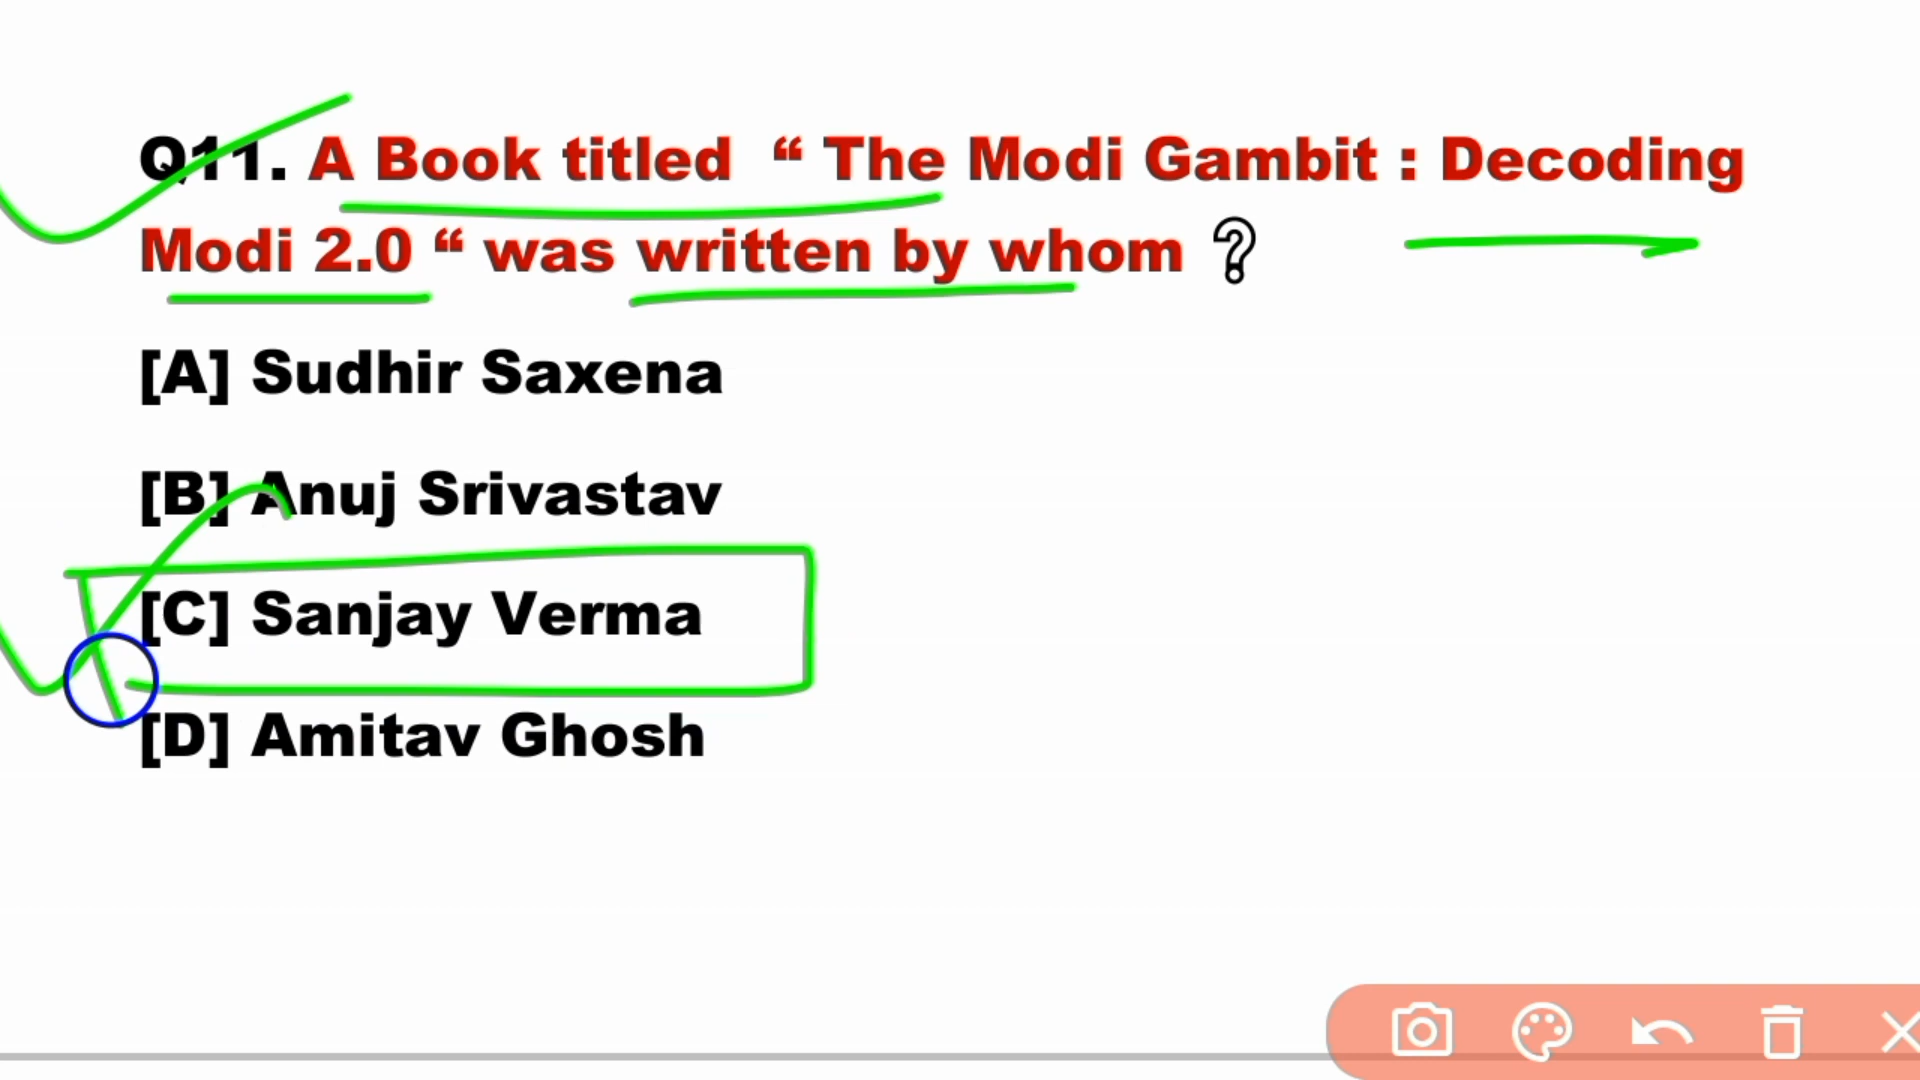 Q11. A Book titled “ The Modi Gambit : Decoding
Modi 2.0 “ was written by whom ?
[A] Sudhir Saxena
[B] Anuj Srivastav
[C] Sanjay Verma
[D] Amitav Ghosh